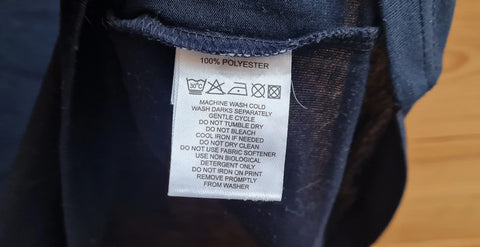 100% POLYESTER
30°C
MACHINE WASH COLD
WASH DARKS SEPARATELY
GENTLE CYCLE
DO NOT TUMBLE DRY
DO NOT BLEACH
COOL IRON IF NEEDED
DO NOT DRY CLEAN
DO NOT USE FABRIC SOFTENER
USE NON BIOLOGICAL
DETERGENT ONLY
DO NOT IRON ON PRINT
REMOVE PROMPTLY
FROM WASHER